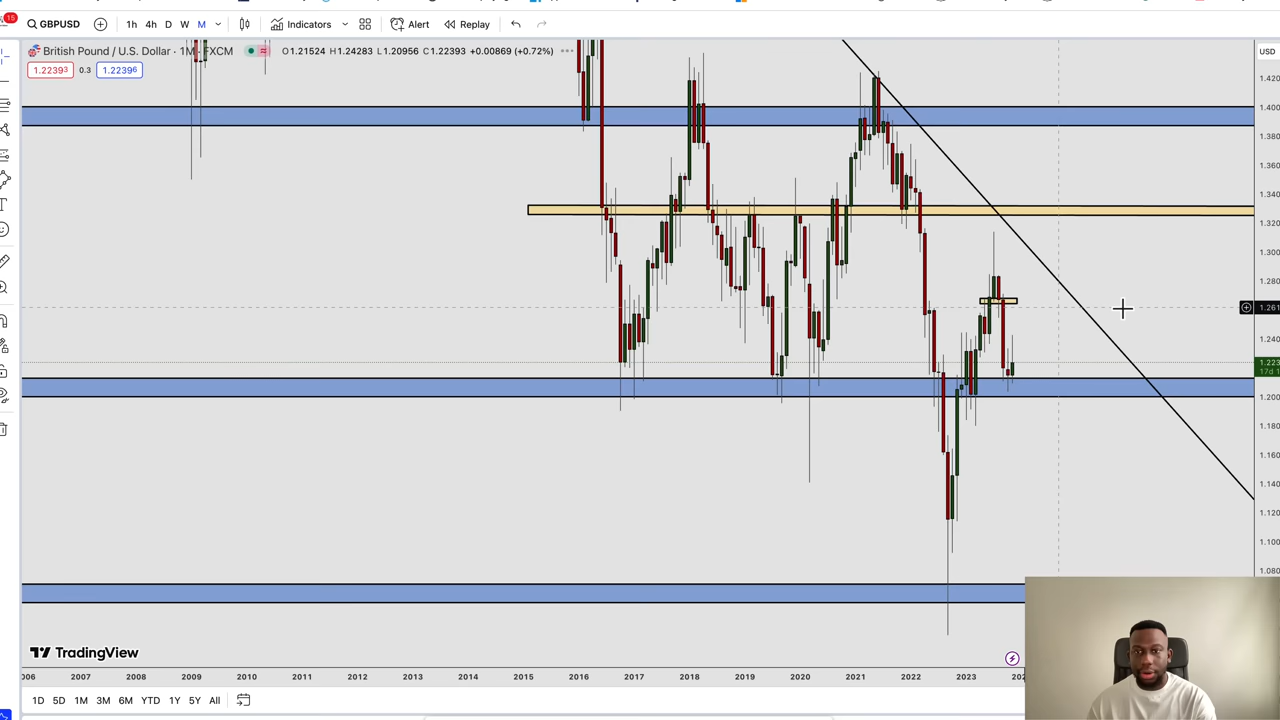 15
GBPUSD
1h 4h D W M
Indicators
Alert
Replay
British Pound / U.S. Dollar · 1M · FXCM
O1.21524 H1.24283 L1.20956 C1.22393 +0.00869 (+0.72%)
USD
1.22393 0.3 1.22396
1.420
1.400
1.380
1.360
1.340
1.320
1.300
1.280
1.261
1.240
1.223
17d 1
1.200
1.180
1.160
1.140
1.120
1.100
1.080
TradingView
2007 2008 2009 2010 2011 2012 2013 2014 2015 2016 2017 2018 2019 2020 2021 2022 2023
1D 5D 1M 3M 6M YTD 1Y 5Y All